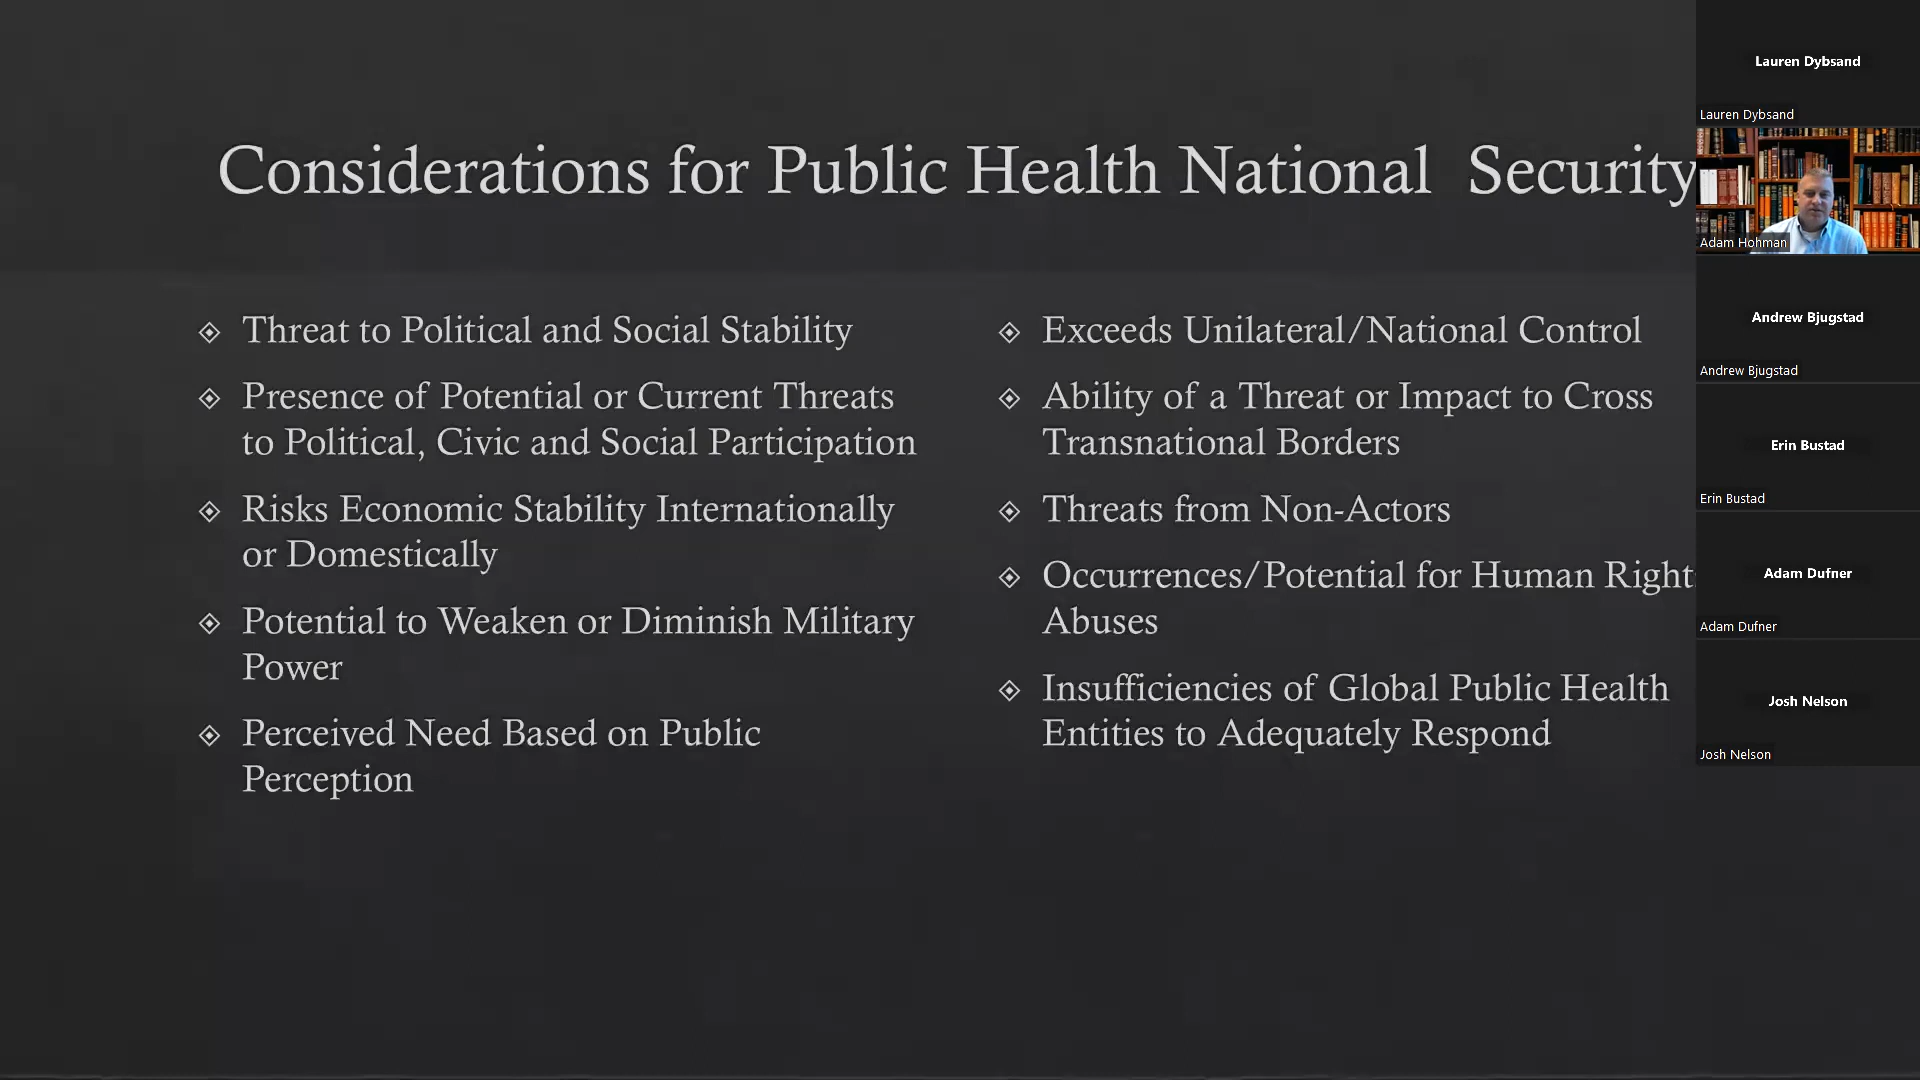 Considerations for Public Health National Security
Threat to Political and Social Stability
Presence of Potential or Current Threats
to Political, Civic and Social Participation
Risks Economic Stability Internationally
or Domestically
Potential to Weaken or Diminish Military
Power
Perceived Need Based on Public
Perception
Exceeds Unilateral/National Control
Ability of a Threat or Impact to Cross
Transnational Borders
Threats from Non-Actors
Occurrences/Potential for Human Rights
Abuses
Insufficiencies of Global Public Health
Entities to Adequately Respond
Lauren Dybsand
Lauren Dybsand
Adam Hohman
Andrew Bjugstad
Andrew Bjugstad
Erin Bustad
Erin Bustad
Adam Dufner
Adam Dufner
Josh Nelson
Josh Nelson